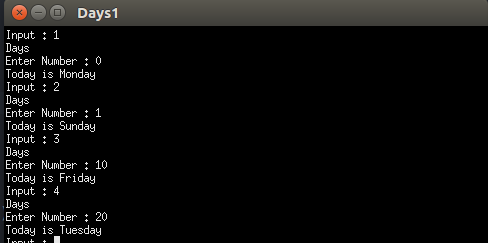 Days1
Input : 1
Days
Enter Number : 0
Today is Monday
Input : 2
Days
Enter Number : 1
Today is Sunday
Input : 3
Days
Enter Number : 10
Today is Friday
Input : 4
Days
Enter Number : 20
Today is Tuesday
Input :